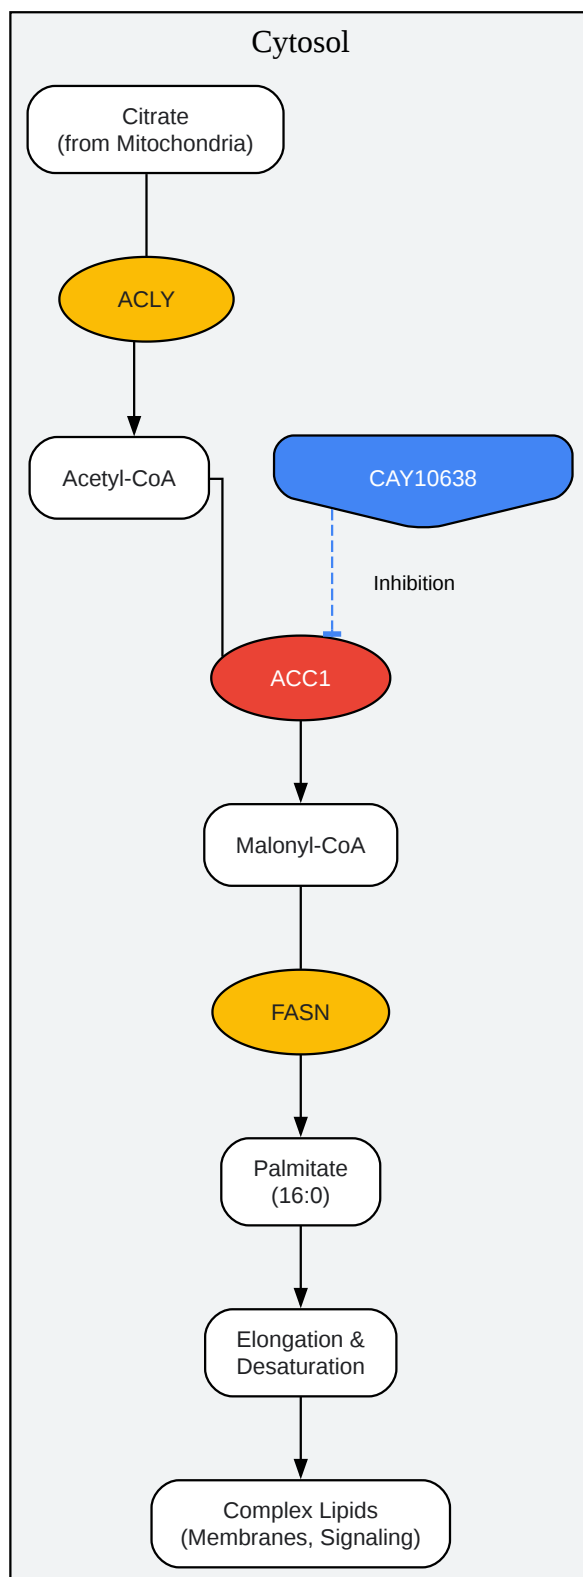 Cytosol
Citrate
(from Mitochondria)
ACLY
Acetyl-CoA
CAY10638
Inhibition
ACC1
Malonyl-CoA
FASN
Palmitate
(16:0)
Elongation &
Desaturation
Complex Lipids
(Membranes, Signaling)